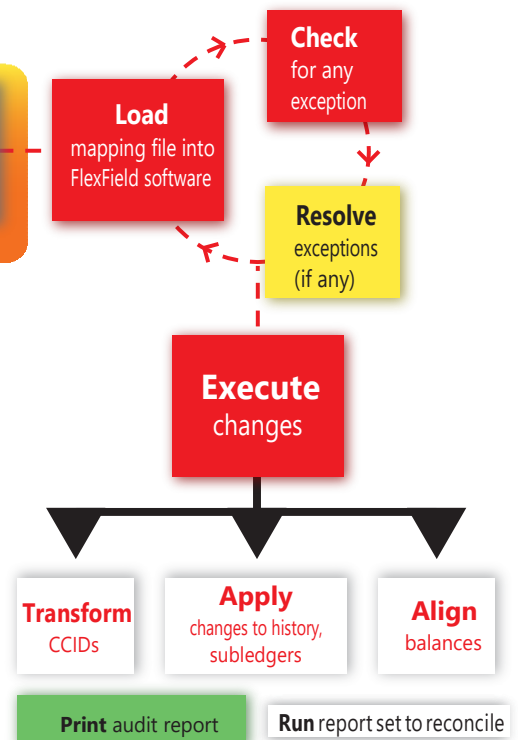 Check
for any
exception
Load
mapping file into
FlexField software
Resolve
exceptions
(if any)
Execute
changes
Transform
CCIDs
Apply
changes to history,
subledgers
Align
balances
Print audit report
Run report set to reconcile